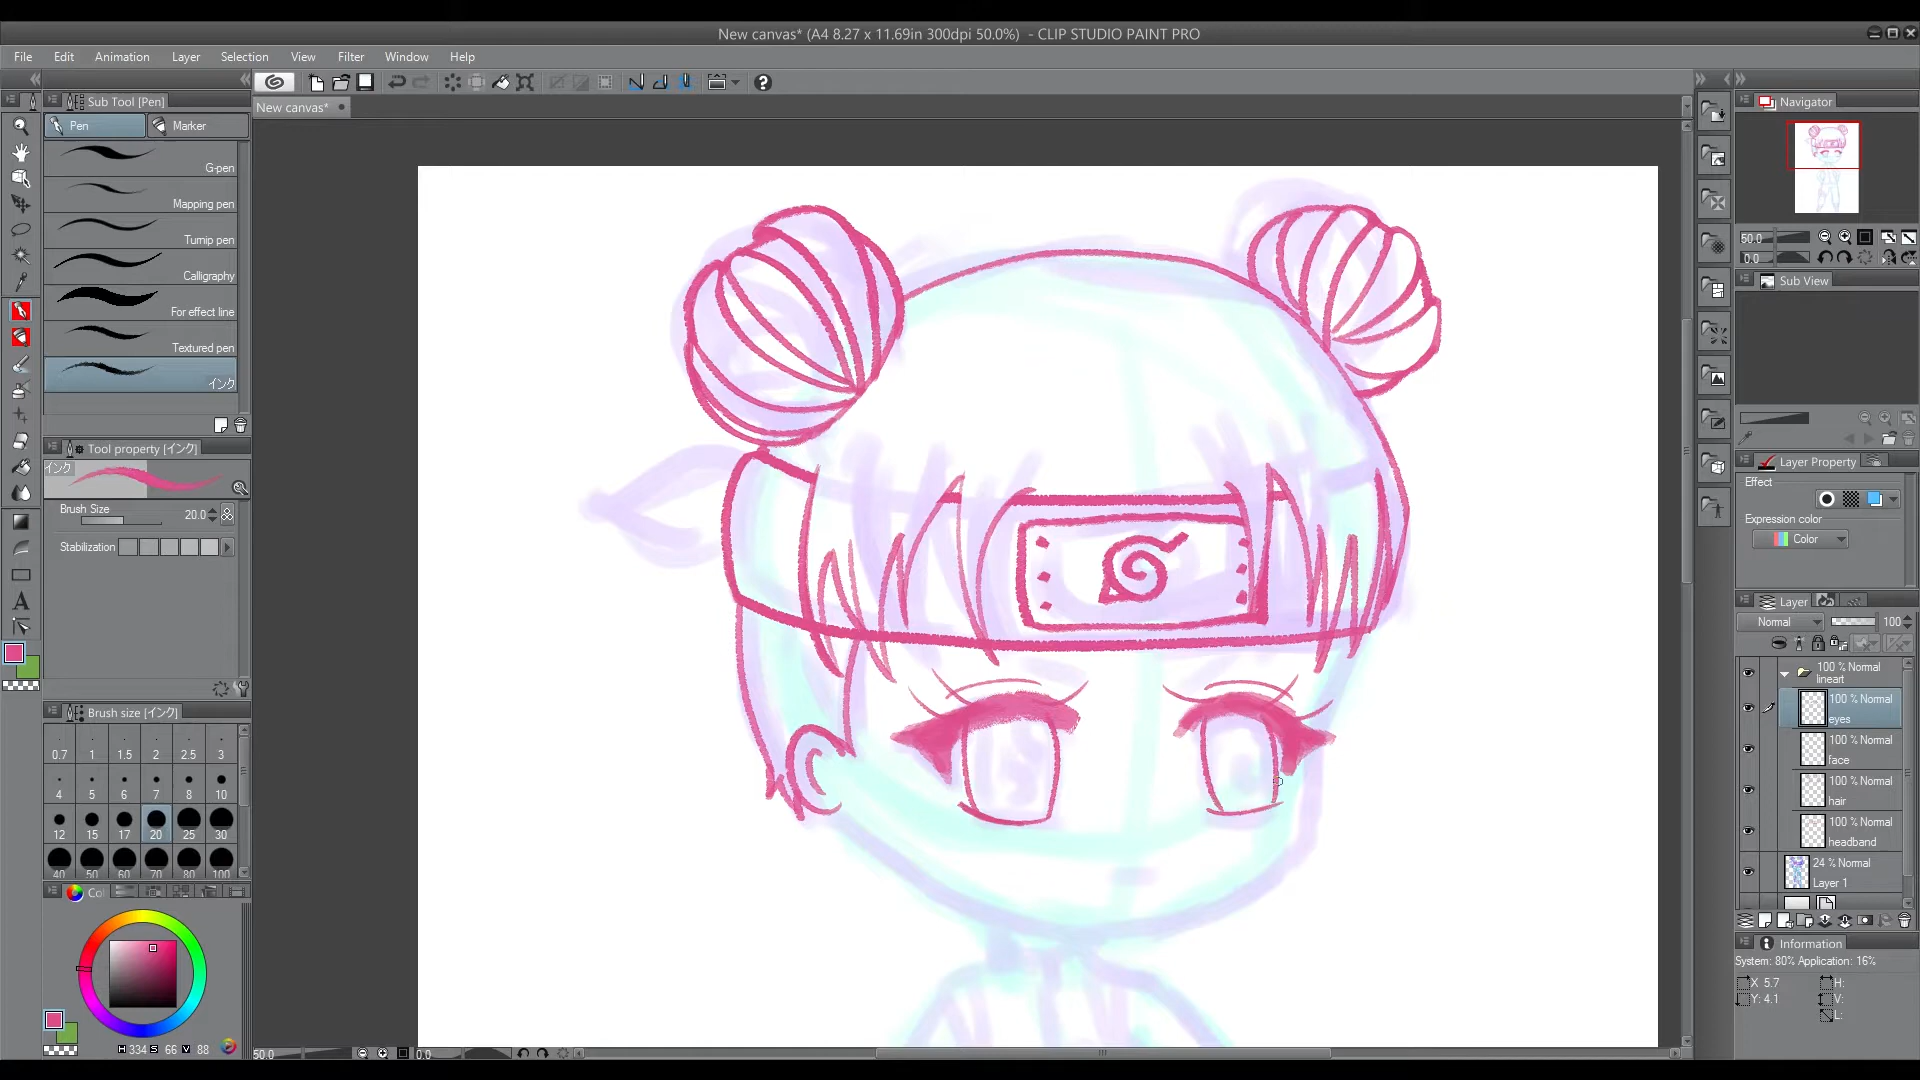 New canvas* (A4 8.27 x 11.69in 300dpi 50.0%) - CLIP STUDIO PAINT PRO
File Edit Animation Layer Selection View Filter Window Help
Sub Tool [Pen]
New canvas*
Navigator
Pen Marker
G-pen
Mapping pen
Turnip pen
Calligraphy
For effect line
Textured pen
インク
50.0
0.0
Sub View
Tool property [インク]
インク
Brush Size 20.0
Stabilization
Layer Property
Effect
Expression color
Color
Layer
Normal 100
100 % Normal
lineart
100 % Normal
eyes
100 % Normal
face
100 % Normal
hair
100 % Normal
headband
24 % Normal
Layer 1
Brush size [インク]
0.7 1 1.5 2 2.5 3
4 5 6 7 8 10
12 15 17 20 25 30
40 50 60 70 80 100
Co
Information
System: 80% Application: 16%
X 5.7 H:
Y: 4.1 V:
L:
H 334 S 66 V 88
50.0 0.0